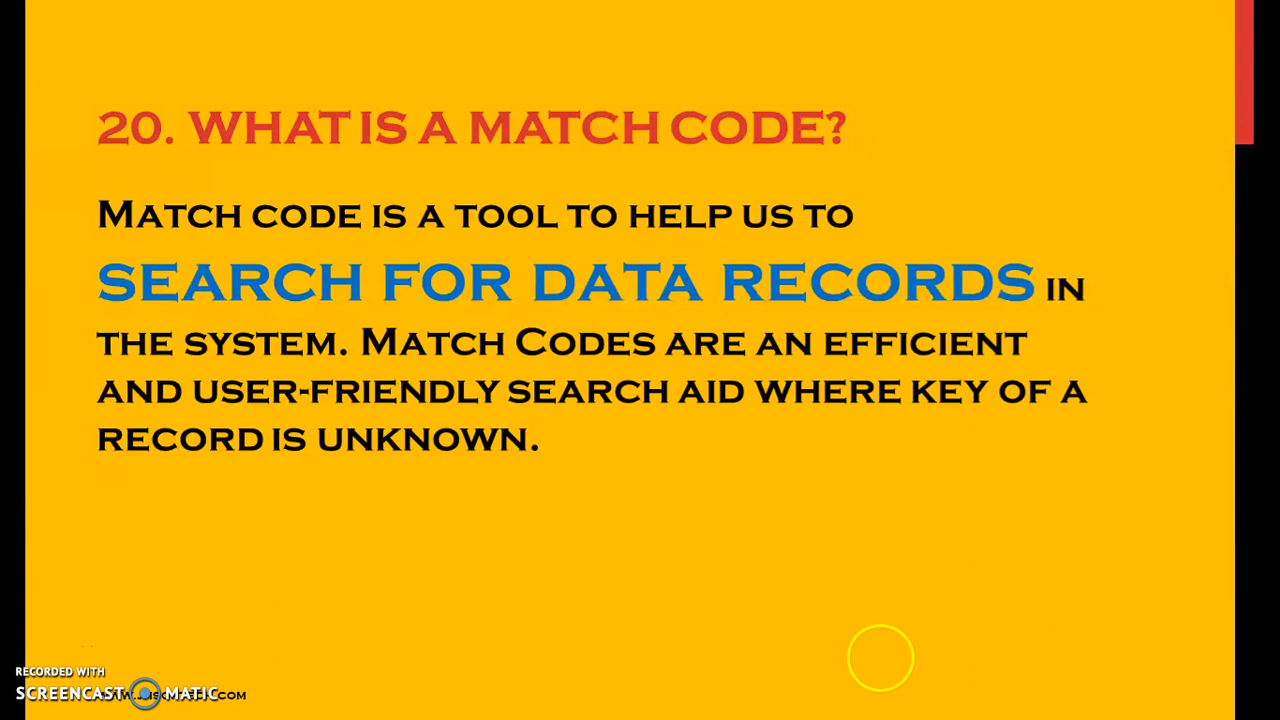 20. WHAT IS A MATCH CODE?
MATCH CODE IS A TOOL TO HELP US TO
SEARCH FOR DATA RECORDS IN
THE SYSTEM. MATCH CODES ARE AN EFFICIENT
AND USER-FRIENDLY SEARCH AID WHERE KEY OF A
RECORD IS UNKNOWN.
RECORDED WITH
SCREENCAST MATIC